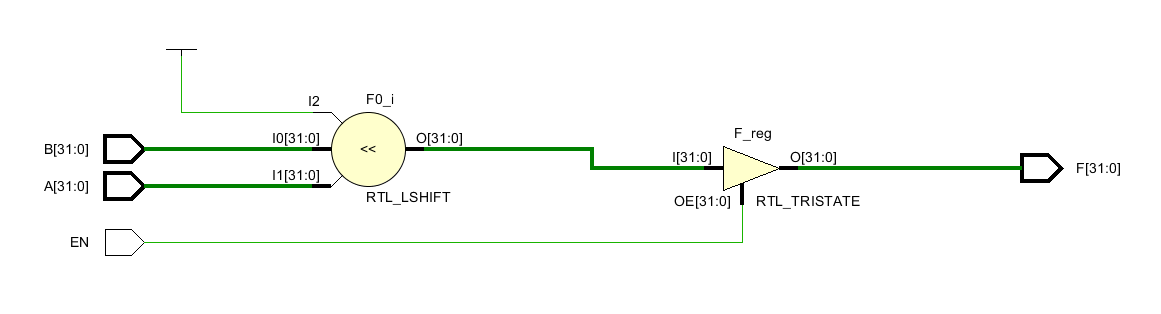 I2
F0_i
B[31:0]
I0[31:0]
<<
O[31:0]
A[31:0]
I1[31:0]
RTL_LSHIFT
F_reg
I[31:0]
O[31:0]
F[31:0]
OE[31:0]
RTL_TRISTATE
EN